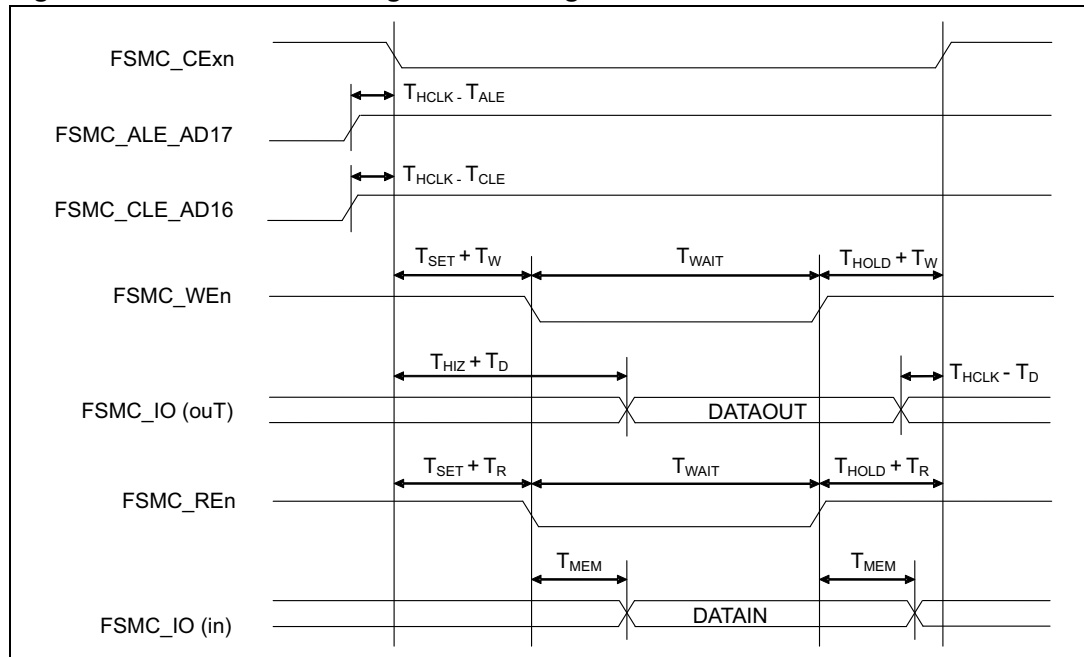 FSMC_CExn
T_HCLK - T_ALE
FSMC_ALE_AD17
T_HCLK - T_CLE
FSMC_CLE_AD16
T_SET + T_W
T_WAIT
T_HOLD + T_W
FSMC_WEn
T_HIZ + T_D
T_HCLK - T_D
FSMC_IO (ouT)
DATAOUT
T_SET + T_R
T_WAIT
T_HOLD + T_R
FSMC_REn
T_MEM
T_MEM
FSMC_IO (in)
DATAIN